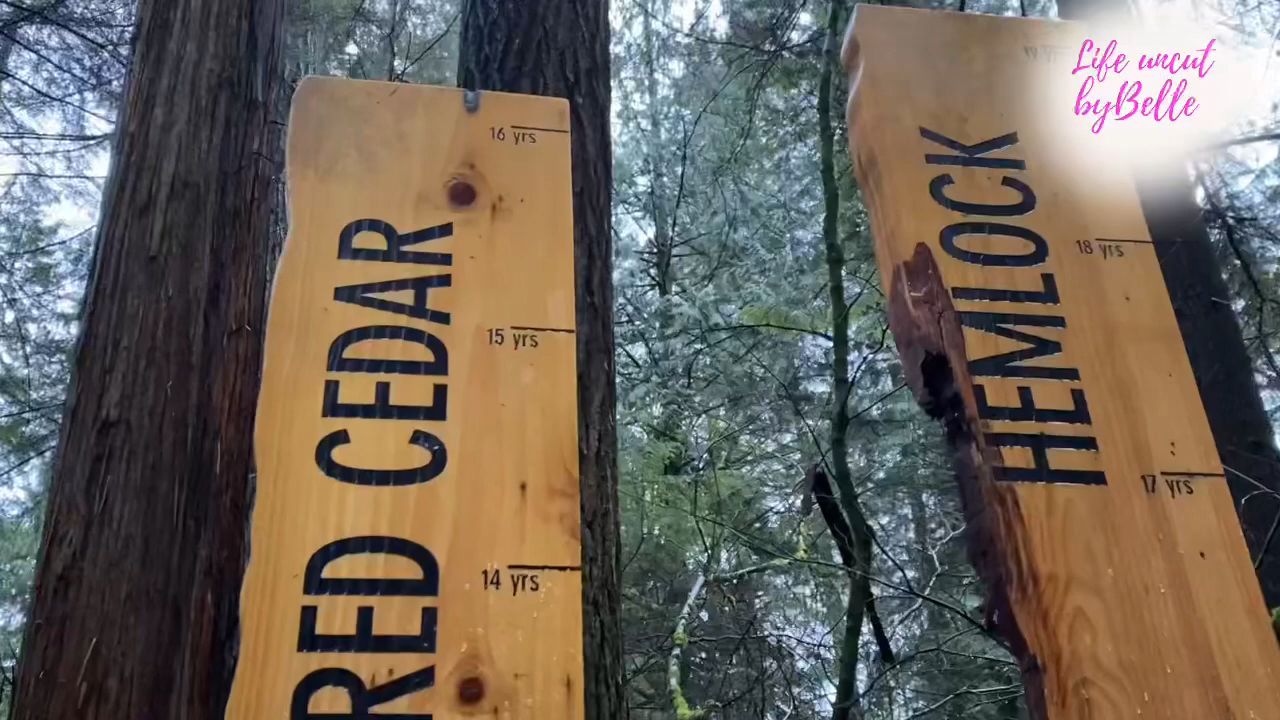 16 yrs
RED CEDAR
15 yrs
14 yrs
HEMLOCK
18 yrs
17 yrs
Life uncut
byBelle